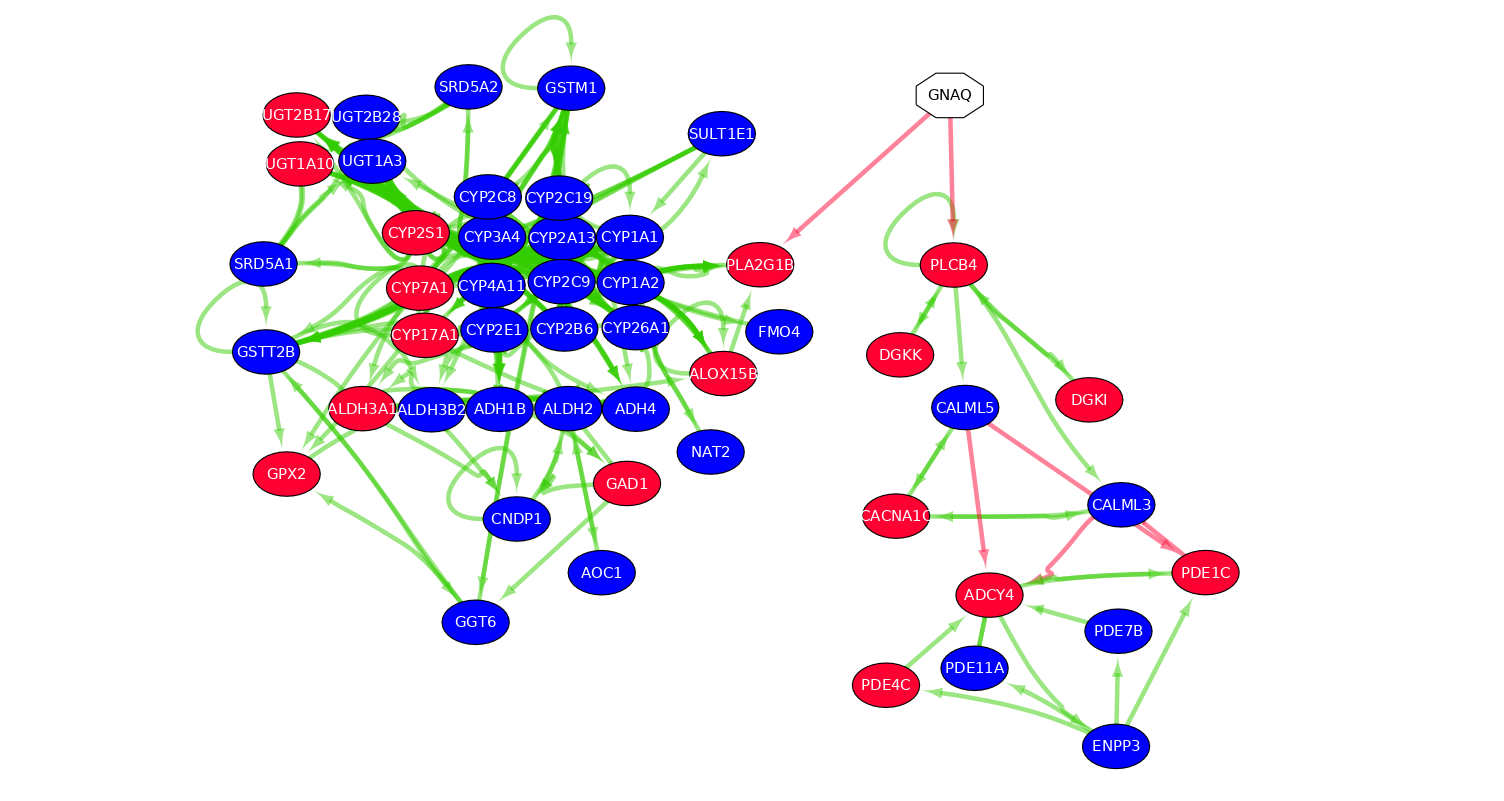 SRD5A2
GSTM1
GNAQ
UGT2B17
UGT2B28
SULT1E1
UGT1A10
UGT1A3
CYP2C8
CYP2C19
CYP2S1
CYP3A4
CYP2A13
CYP1A1
SRD5A1
PLA2G1B
PLCB4
CYP7A1
CYP4A11
CYP2C9
CYP1A2
CYP17A1
CYP2E1
CYP2B6
CYP26A1
FMO4
GSTT2B
DGKK
ALOX15B
DGKI
ALDH3A1
ALDH3B2
ADH1B
ALDH2
ADH4
CALML5
NAT2
GPX2
GAD1
CALML3
CNDP1
CACNA1C
AOC1
PDE1C
ADCY4
GGT6
PDE7B
PDE11A
PDE4C
ENPP3